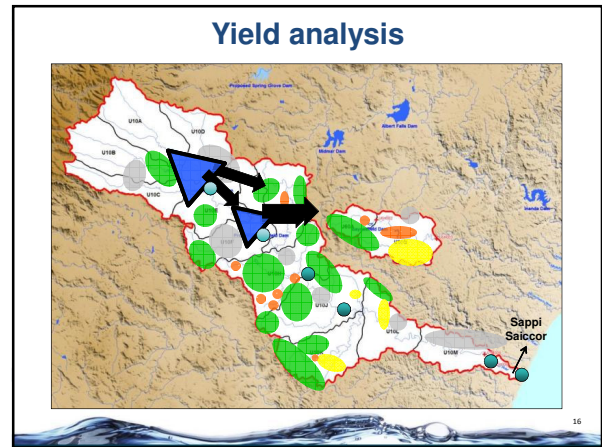 Yield analysis
Proposed Spring Grove Dam
U10A
U10D
Albert Falls Dam
Midmar Dam
U10B
U10C
Inanda Dam
U10J
U10L
U10M
Sappi
Saiccor
16